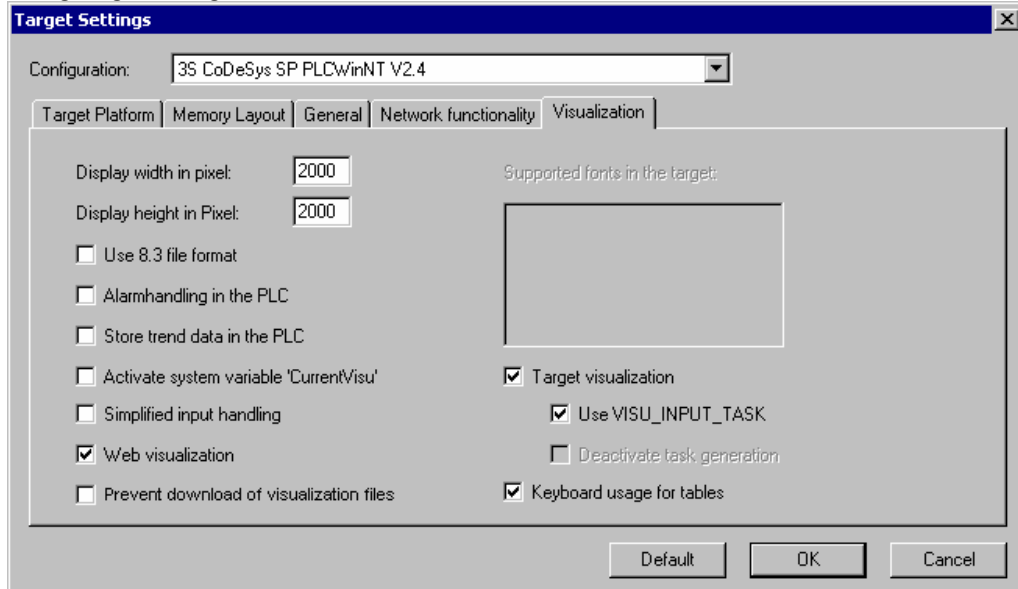 Target Settings
Configuration: 3S CoDeSys SP PLCWinNT V2.4
Target Platform Memory Layout General Network functionality Visualization
Display width in pixel: 2000
Display height in Pixel: 2000
Use 8.3 file format
Alarmhandling in the PLC
Store trend data in the PLC
Activate system variable 'CurrentVisu'
Simplified input handling
Web visualization
Prevent download of visualization files
Supported fonts in the target:
Target visualization
Use VISU_INPUT_TASK
Deactivate task generation
Keyboard usage for tables
Default OK Cancel